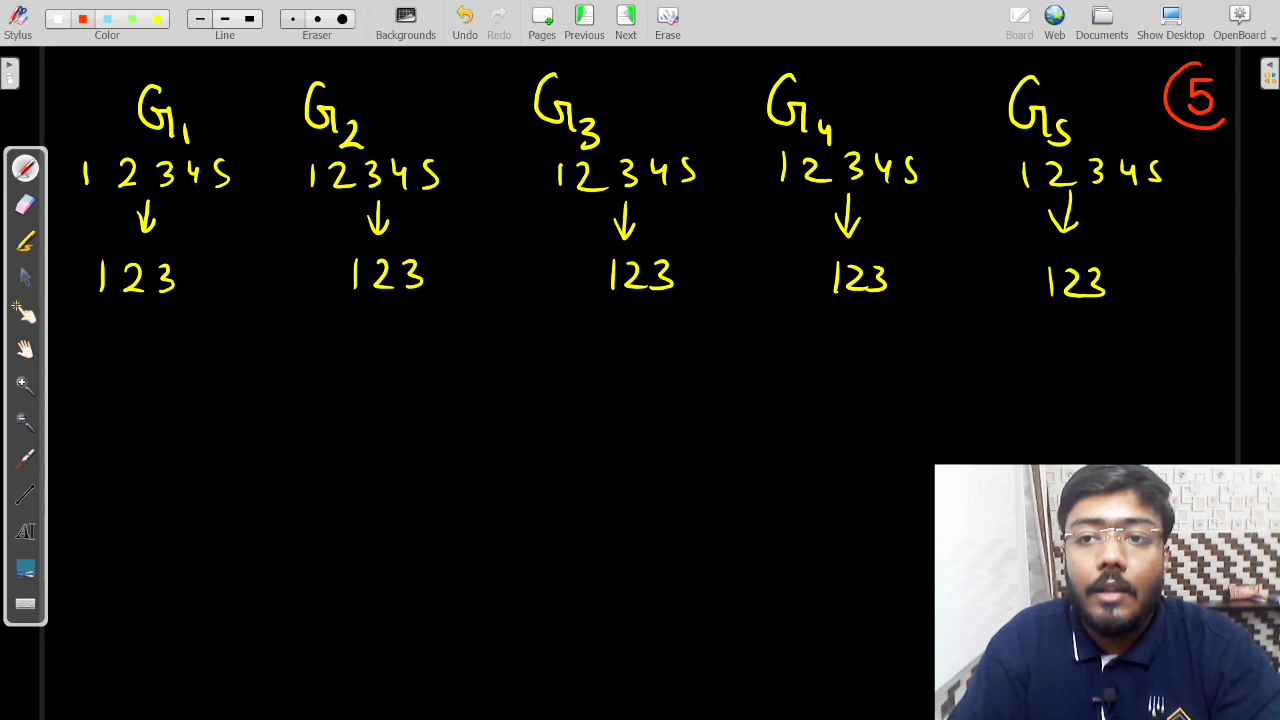 Stylus Color Line Eraser Backgrounds Undo Redo Pages Previous Next Erase Board Web Documents Show Desktop OpenBoard
G1 G2 G3 G4 G5 5
1 2 3 4 5 1 2 3 4 5 1 2 3 4 5 1 2 3 4 5 1 2 3 4 5
↓ ↓ ↓ ↓ ↓
1 2 3 1 2 3 1 2 3 1 2 3 1 2 3
AI